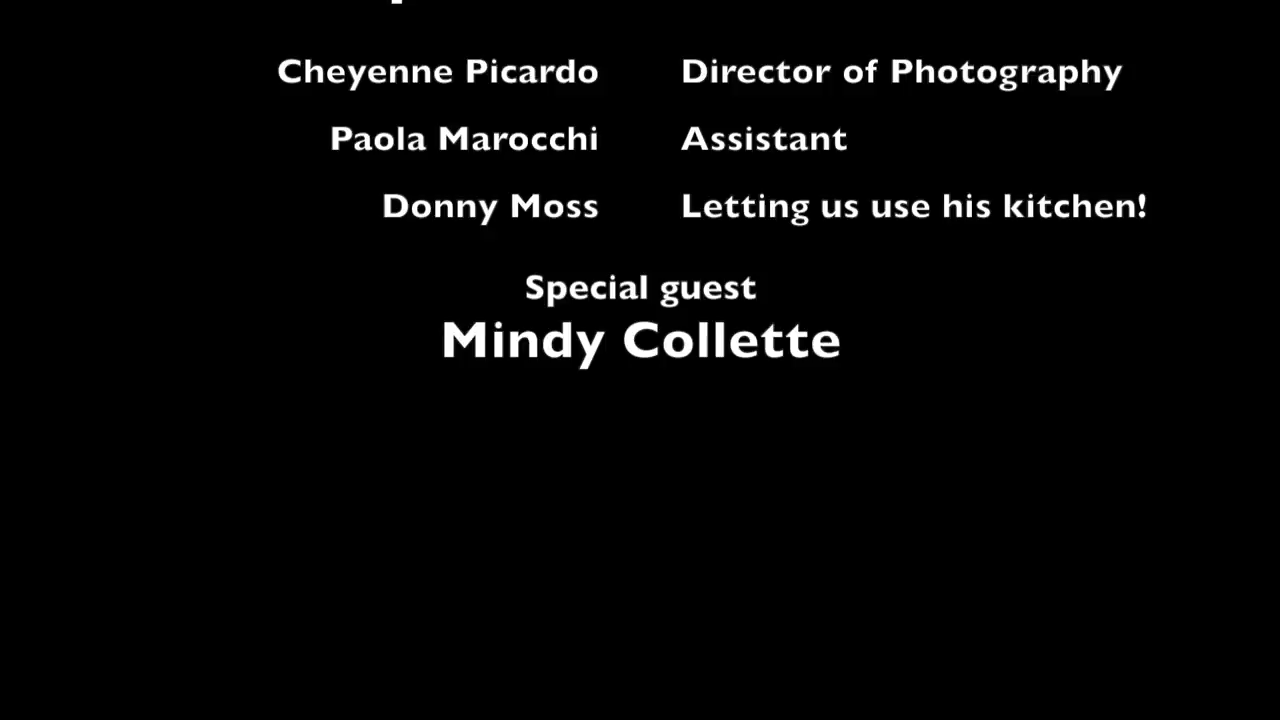 Cheyenne Picardo Director of Photography
Paola Marocchi Assistant
Donny Moss Letting us use his kitchen!
Special guest
Mindy Collette